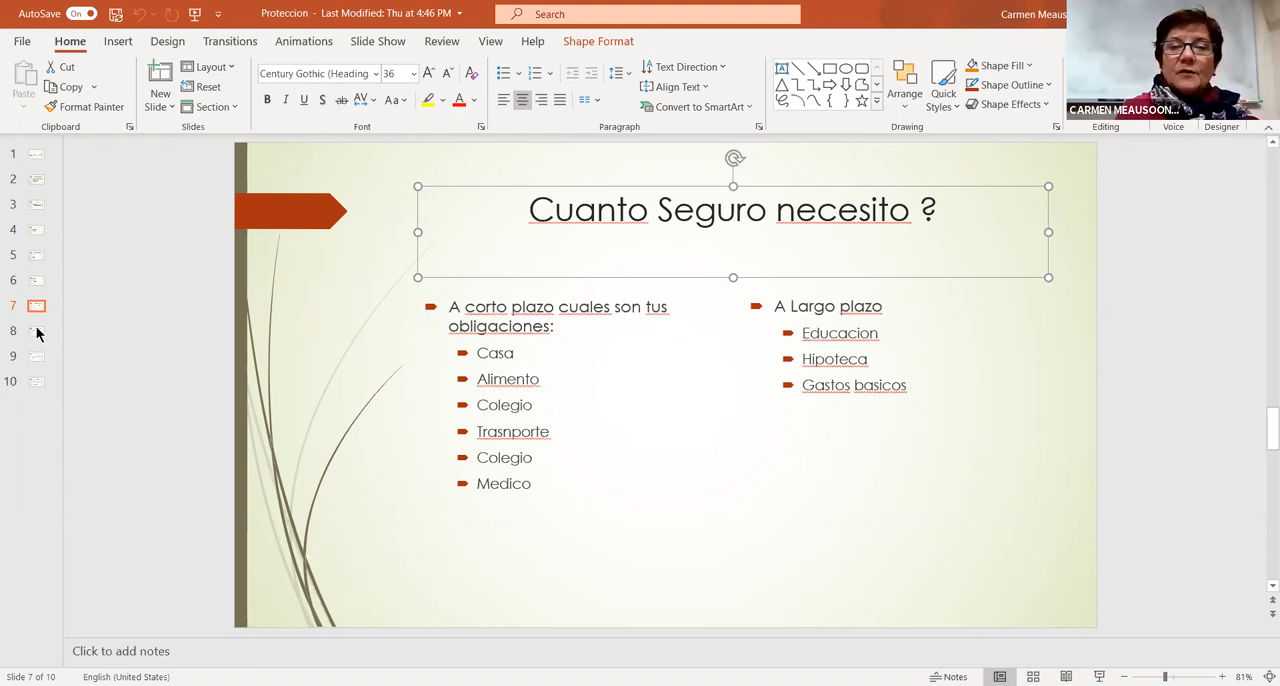 AutoSave On Proteccion - Last Modified: Thu at 4:46 PM Search Carmen Meaus
File Home Insert Design Transitions Animations Slide Show Review View Help Shape Format
Paste
Cut
Copy
Format Painter
Clipboard
New
Slide
Layout
Reset
Section
Slides
Century Gothic (Heading 36
B I U S ab AV Aa A
Font
Text Direction
Align Text
Convert to SmartArt
Paragraph
Arrange
Quick
Styles
Shape Fill
Shape Outline
Shape Effects
Drawing
Editing
Voice
Designer
CARMEN MEAUSOON...
1
2
3
4
5
6
7
8
9
10
Cuanto Seguro necesito ?
A corto plazo cuales son tus
obligaciones:
Casa
Alimento
Colegio
Trasnporte
Colegio
Medico
A Largo plazo
Educacion
Hipoteca
Gastos basicos
Click to add notes
Slide 7 of 10 English (United States) Notes 81%